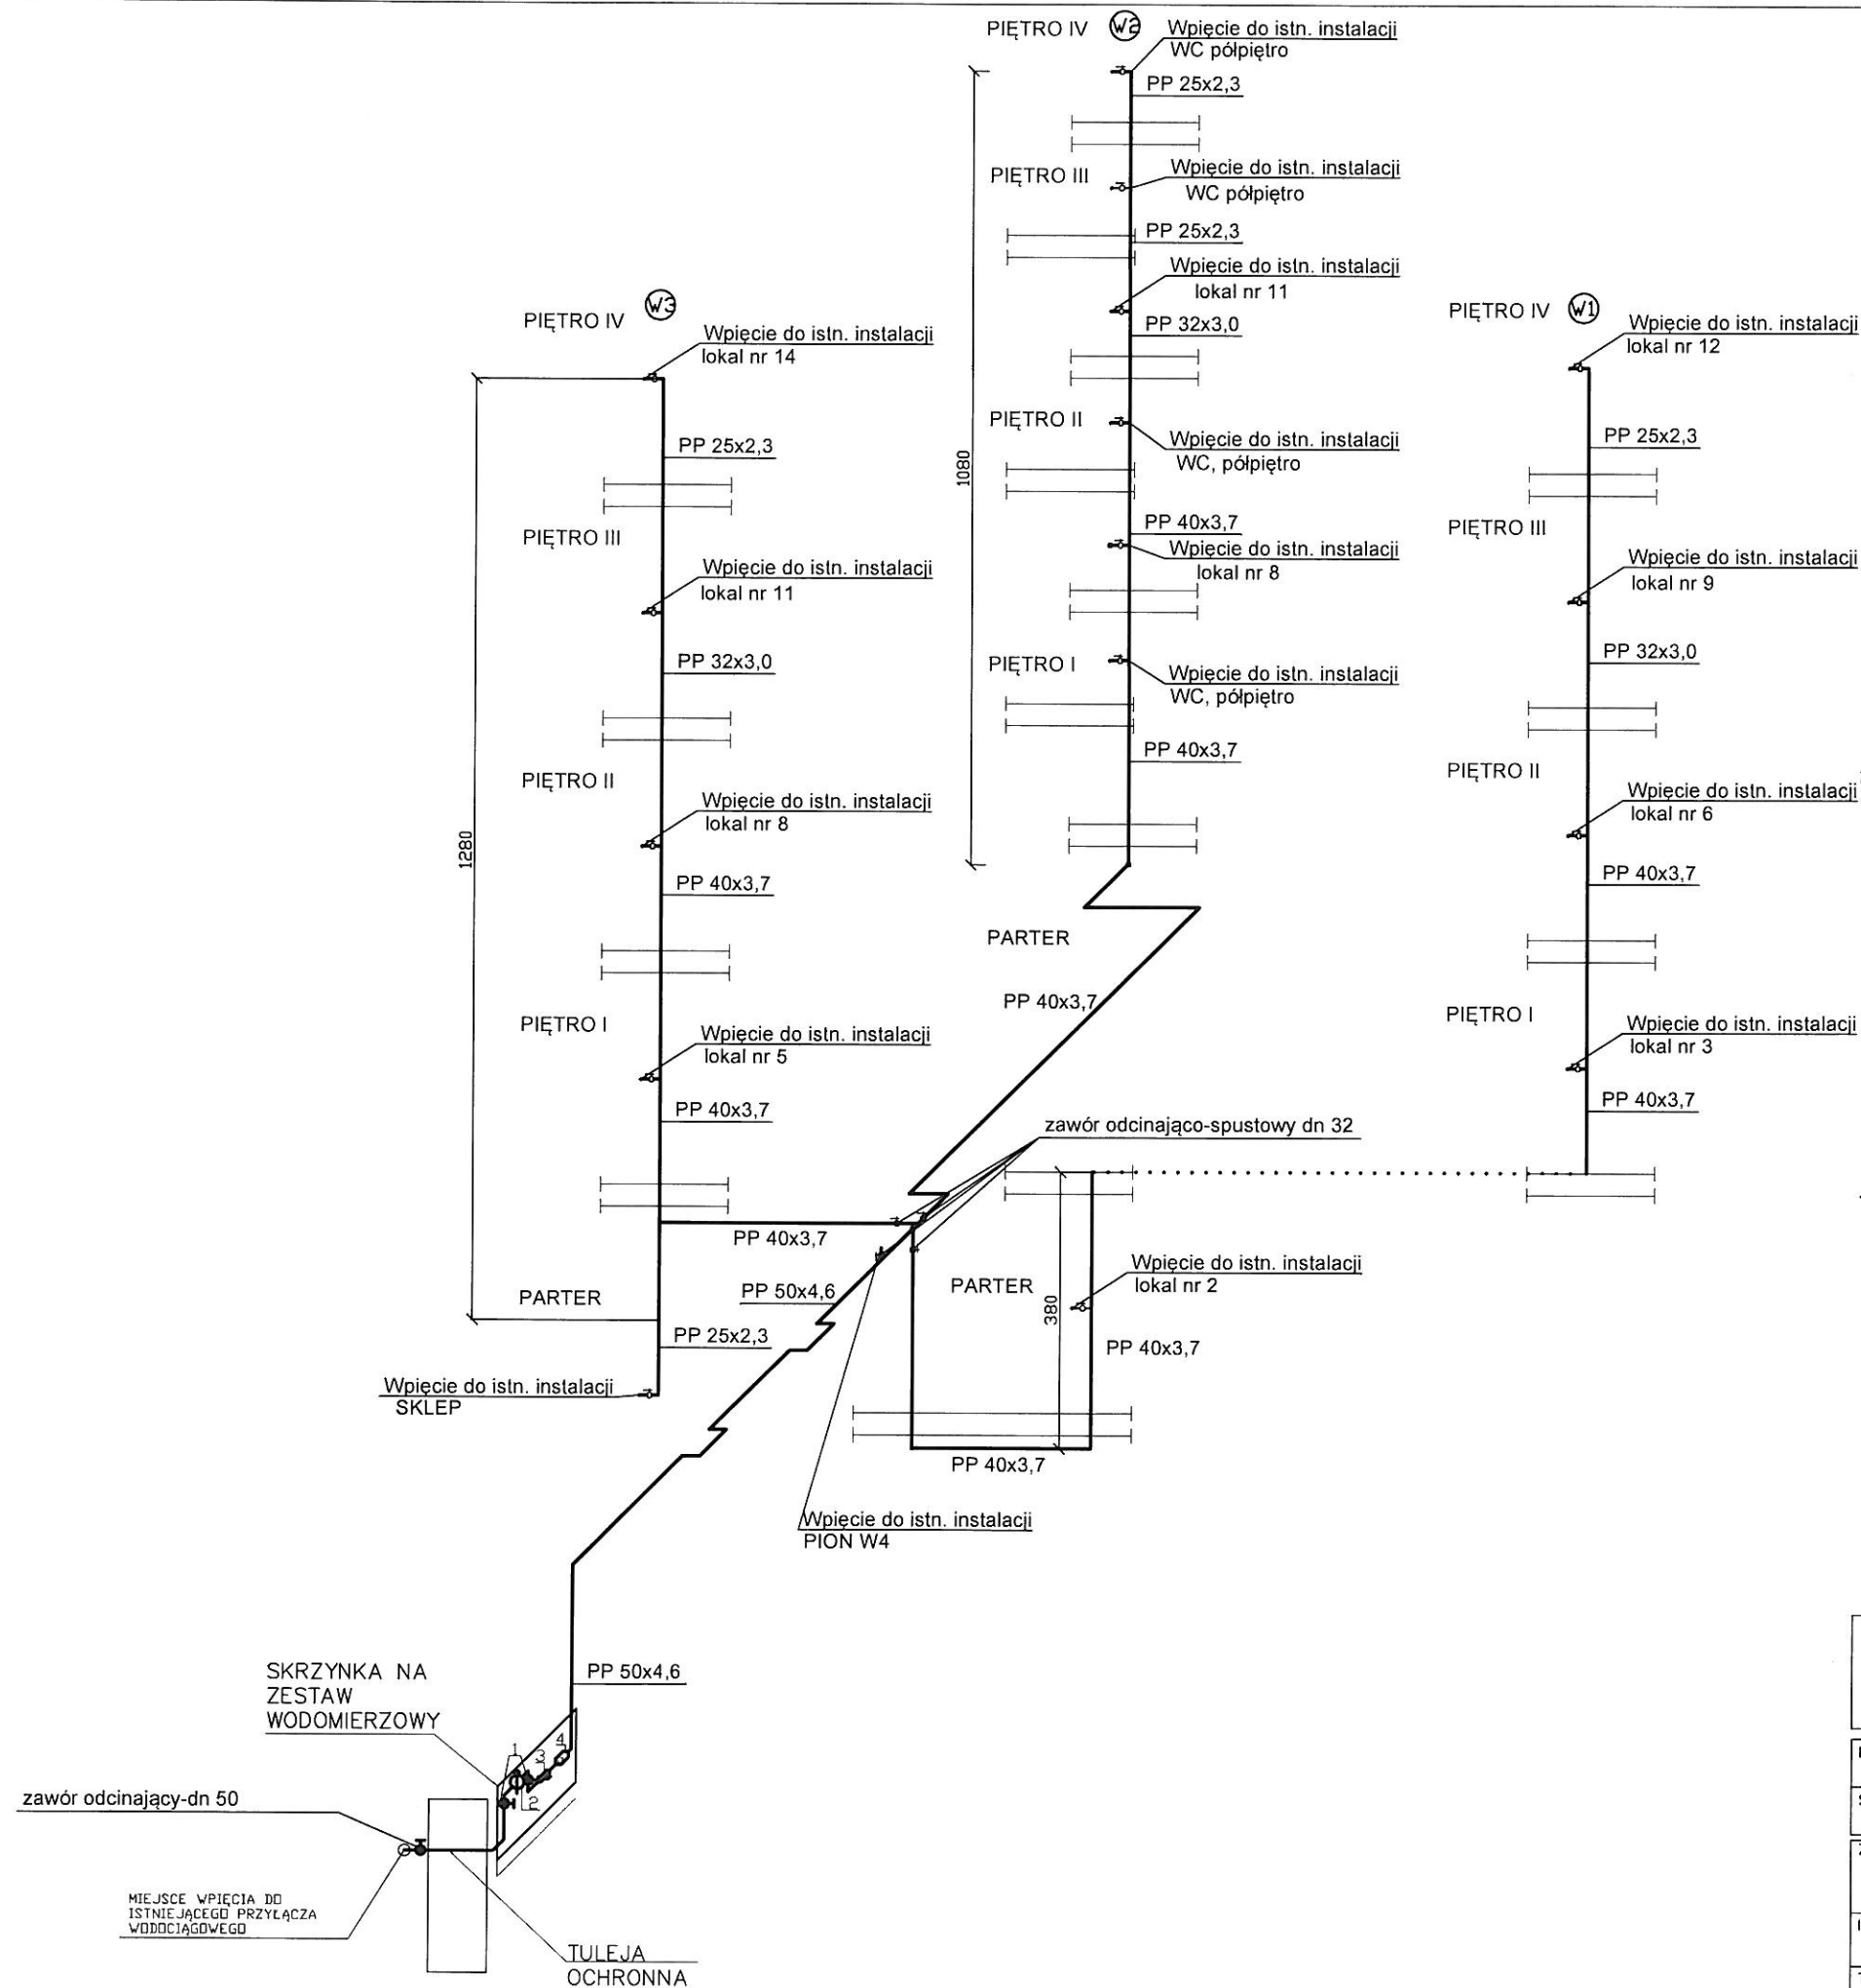 PIĘTRO IV
W2
Wpięcie do istn. instalacji
WC półpiętro
PP 25x2,3
PIĘTRO III
Wpięcie do istn. instalacji
WC półpiętro
PP 25x2,3
Wpięcie do istn. instalacji
lokal nr 11
PP 32x3,0
PIĘTRO II
Wpięcie do istn. instalacji
WC, półpiętro
1080
PP 40x3,7
Wpięcie do istn. instalacji
lokal nr 8
PIĘTRO I
Wpięcie do istn. instalacji
WC, półpiętro
PP 40x3,7
PARTER
PP 40x3,7
PIĘTRO IV
W3
Wpięcie do istn. instalacji
lokal nr 14
PP 25x2,3
PIĘTRO III
Wpięcie do istn. instalacji
lokal nr 11
PP 32x3,0
PIĘTRO II
Wpięcie do istn. instalacji
lokal nr 8
1280
PP 40x3,7
PIĘTRO I
Wpięcie do istn. instalacji
lokal nr 5
PP 40x3,7
PP 40x3,7
PARTER
PP 25x2,3
Wpięcie do istn. instalacji
SKLEP
PIĘTRO IV
W1
Wpięcie do istn. instalacji
lokal nr 12
PP 25x2,3
PIĘTRO III
Wpięcie do istn. instalacji
lokal nr 9
PP 32x3,0
PIĘTRO II
Wpięcie do istn. instalacji
lokal nr 6
PP 40x3,7
PIĘTRO I
Wpięcie do istn. instalacji
lokal nr 3
PP 40x3,7
zawór odcinająco-spustowy dn 32
PP 50x4,6
PARTER
380
Wpięcie do istn. instalacji
lokal nr 2
PP 40x3,7
PP 40x3,7
Wpięcie do istn. instalacji
PION W4
PP 50x4,6
SKRZYNKA NA
ZESTAW
WODOMIERZOWY
1
2
3
4
zawór odcinający-dn 50
MIEJSCE WPIĘCIA DO
ISTNIEJĄCEGO PRZYŁĄCZA
WODOCIĄGOWEGO
TULEJA
OCHRONNA